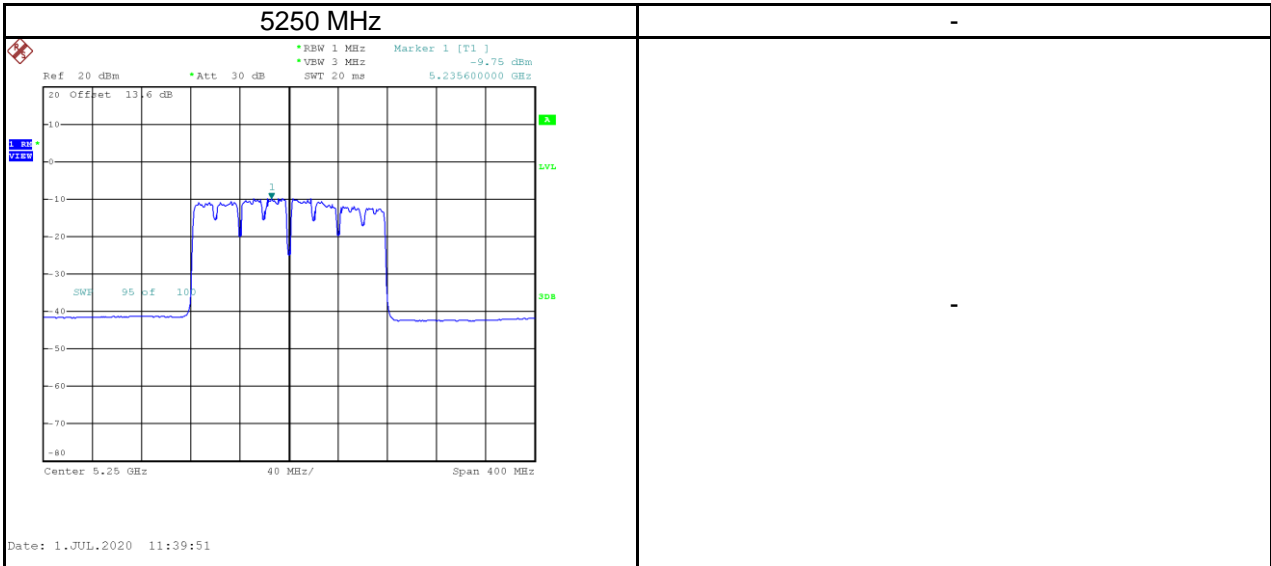 5250 MHz
-
R S
*RBW 1 MHz Marker 1 [T1 ]
*VBW 3 MHz -9.75 dBm
Ref 20 dBm *Att 30 dB SWT 20 ms 5.235600000 GHz
20 Offset 13.6 dB
A
10
1 RM *
VIEW
0
LVL
1
-10
-20
-30
SWP 95 of 100
3DB
-40
-50
-60
-70
-80
Center 5.25 GHz 40 MHz/ Span 400 MHz
-
Date: 1.JUL.2020 11:39:51